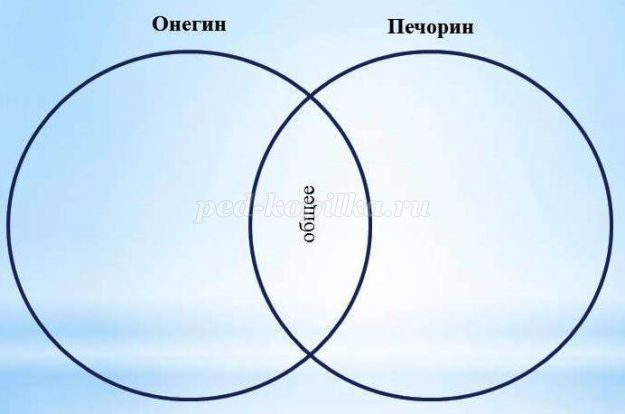 Онегин
Печорин
общее
ped-kopilka.ru